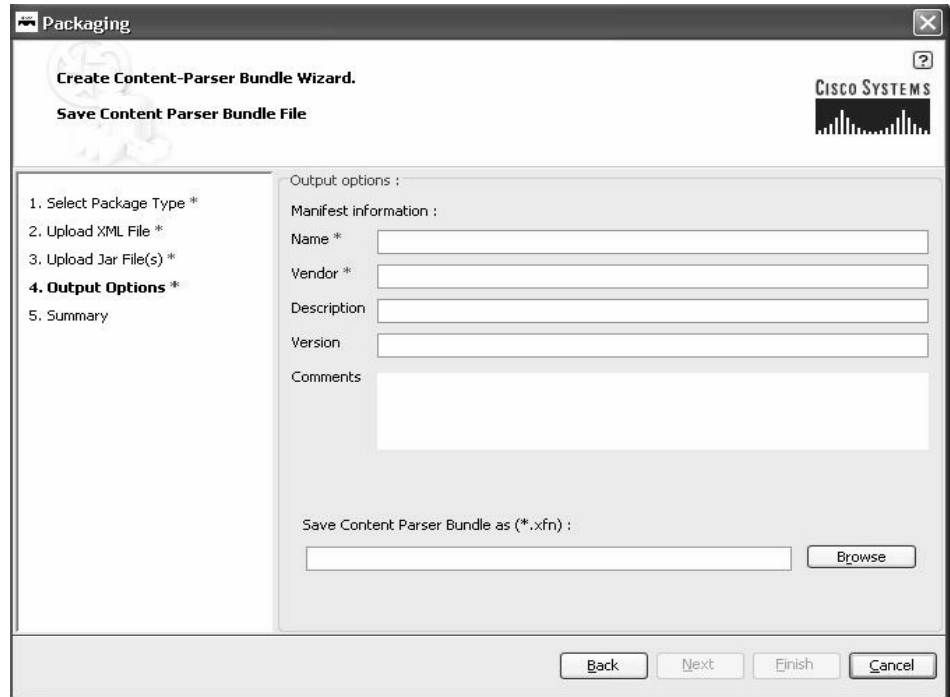 Packaging
Create Content-Parser Bundle Wizard.
Save Content Parser Bundle File
?
CISCO SYSTEMS
1. Select Package Type *
2. Upload XML File *
3. Upload Jar File(s) *
4. Output Options *
5. Summary
Output options :
Manifest information :
Name *
Vendor *
Description
Version
Comments
Save Content Parser Bundle as (*.xfn) :
Browse
Back
Next
Finish
Cancel